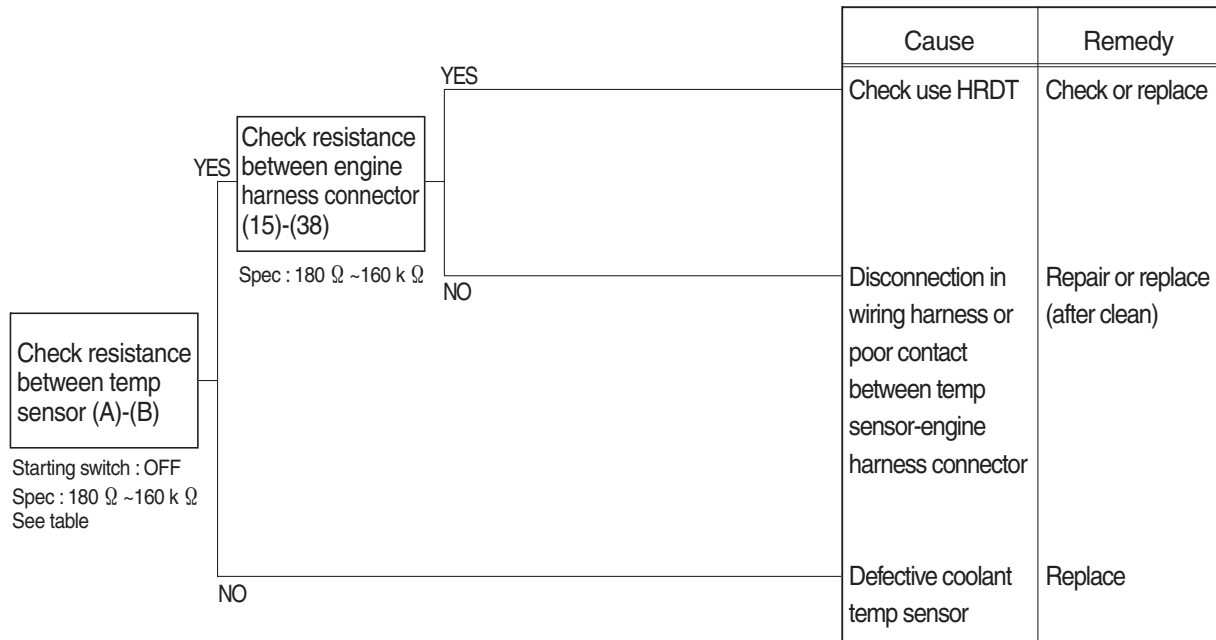 Cause
Remedy
YES
Check use HRDT
Check or replace
Check resistance
between engine
harness connector
(15)-(38)
YES
Spec : 180 Ω ~160 k Ω
NO
Disconnection in
wiring harness or
poor contact
between temp
sensor-engine
harness connector
Repair or replace
(after clean)
Check resistance
between temp
sensor (A)-(B)
Starting switch : OFF
Spec : 180 Ω ~160 k Ω
See table
NO
Defective coolant
temp sensor
Replace